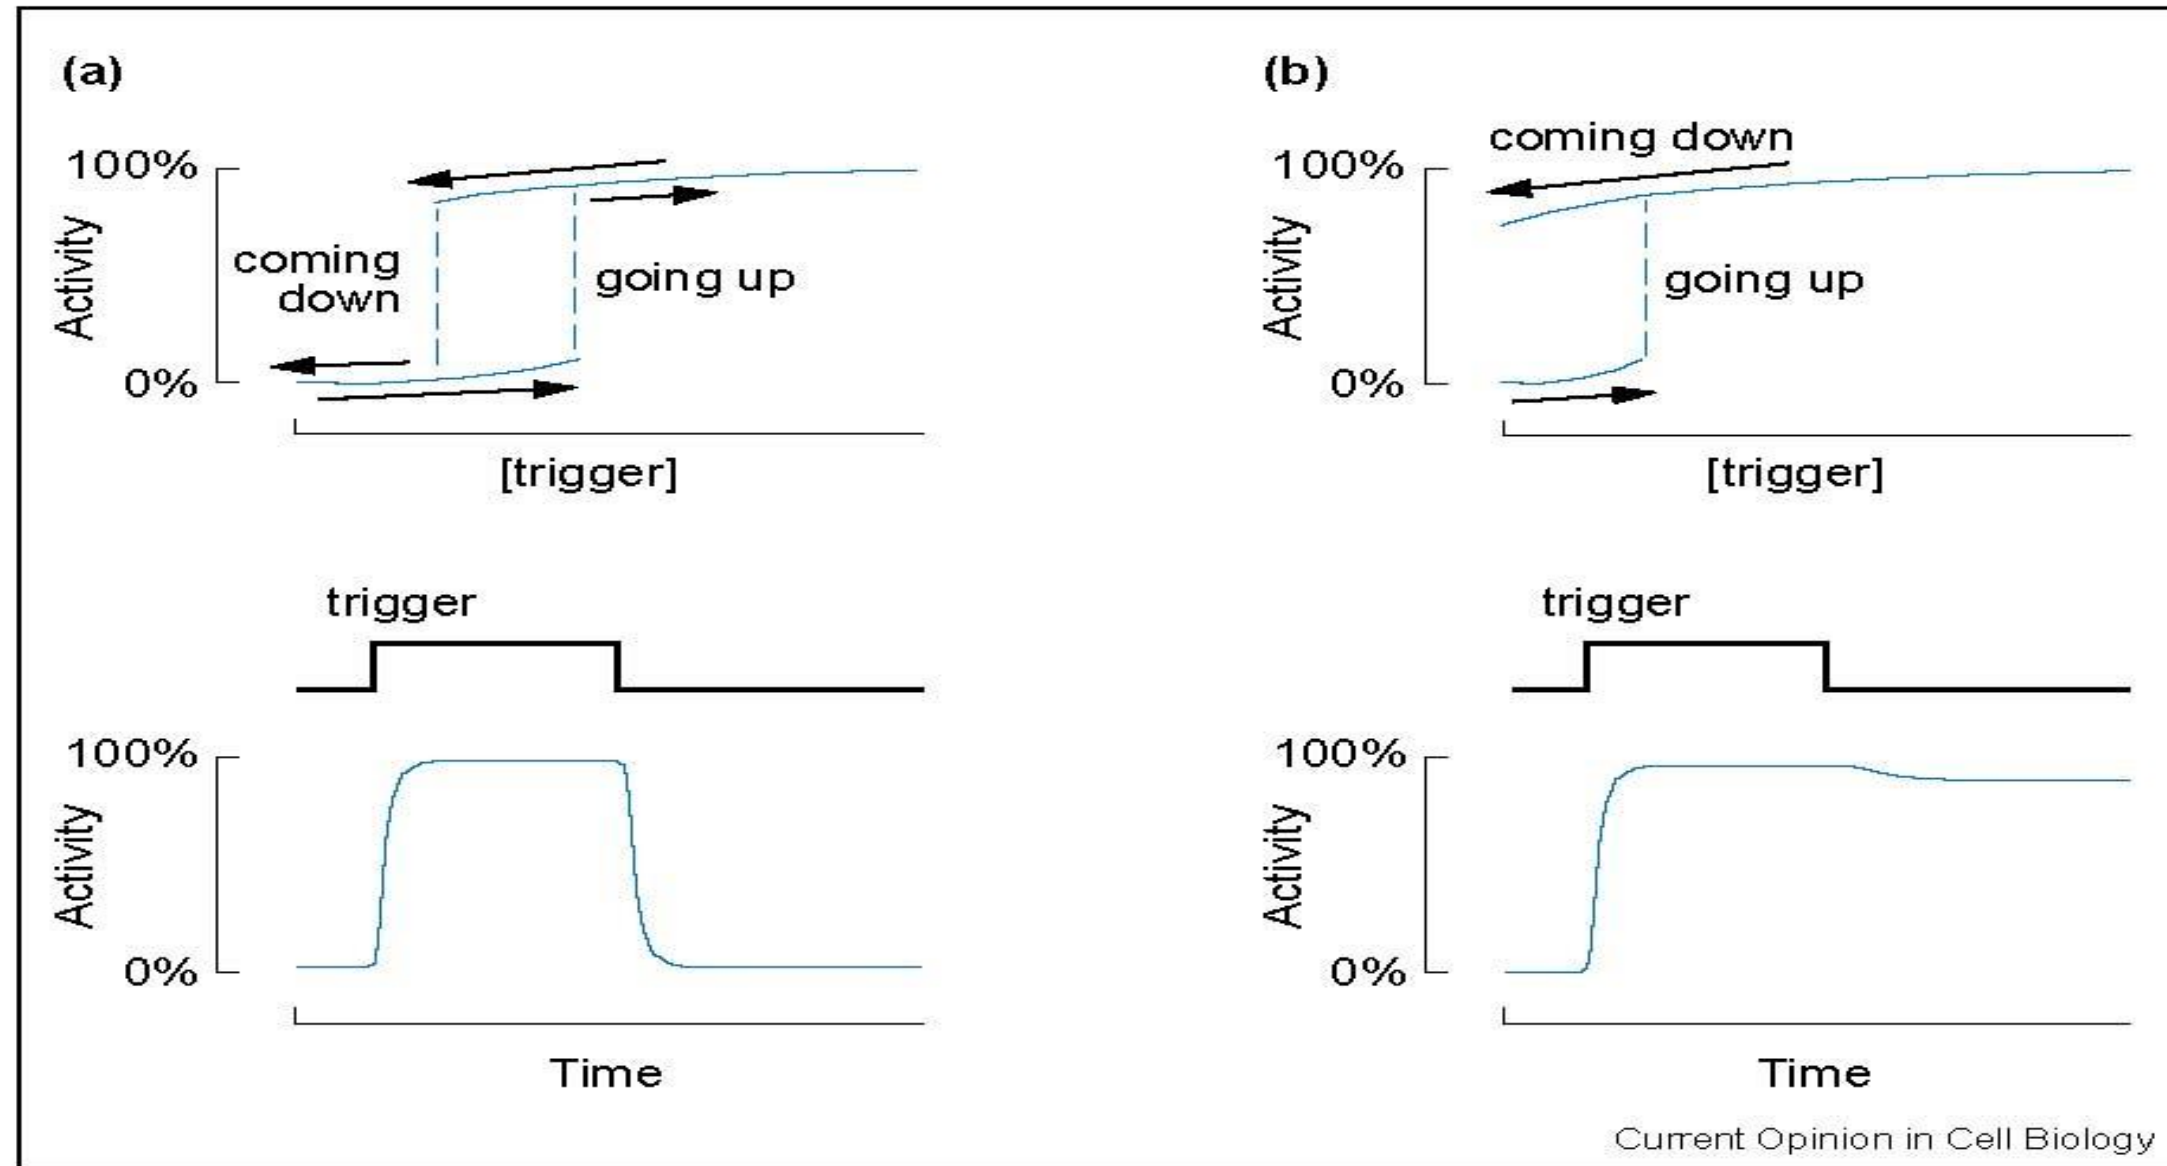 (a)
100%
Activity
0%
coming
down
going up
[trigger]
trigger
100%
Activity
0%
Time
(b)
coming down
100%
Activity
0%
going up
[trigger]
trigger
100%
Activity
0%
Time
Current Opinion in Cell Biology